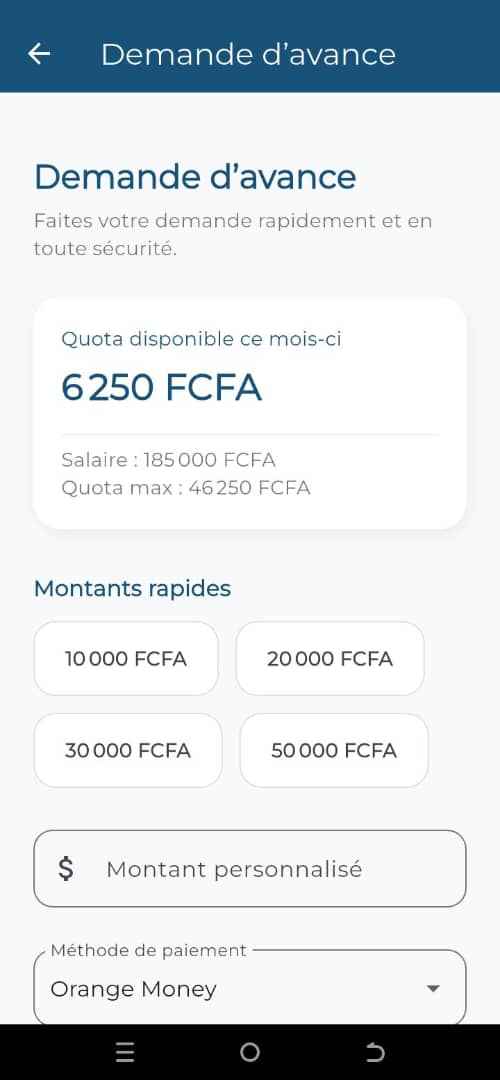 Demande d’avance
Demande d’avance
Faites votre demande rapidement et en
toute sécurité.
Quota disponible ce mois-ci
6 250 FCFA
Salaire : 185 000 FCFA
Quota max : 46 250 FCFA
Montants rapides
10 000 FCFA
20 000 FCFA
30 000 FCFA
50 000 FCFA
$ Montant personnalisé
Méthode de paiement
Orange Money